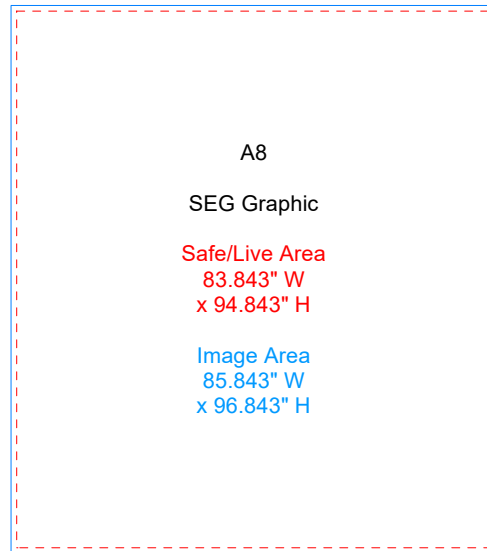 A8
SEG Graphic
Safe/Live Area
83.843" W
x 94.843" H
Image Area
85.843" W
x 96.843" H